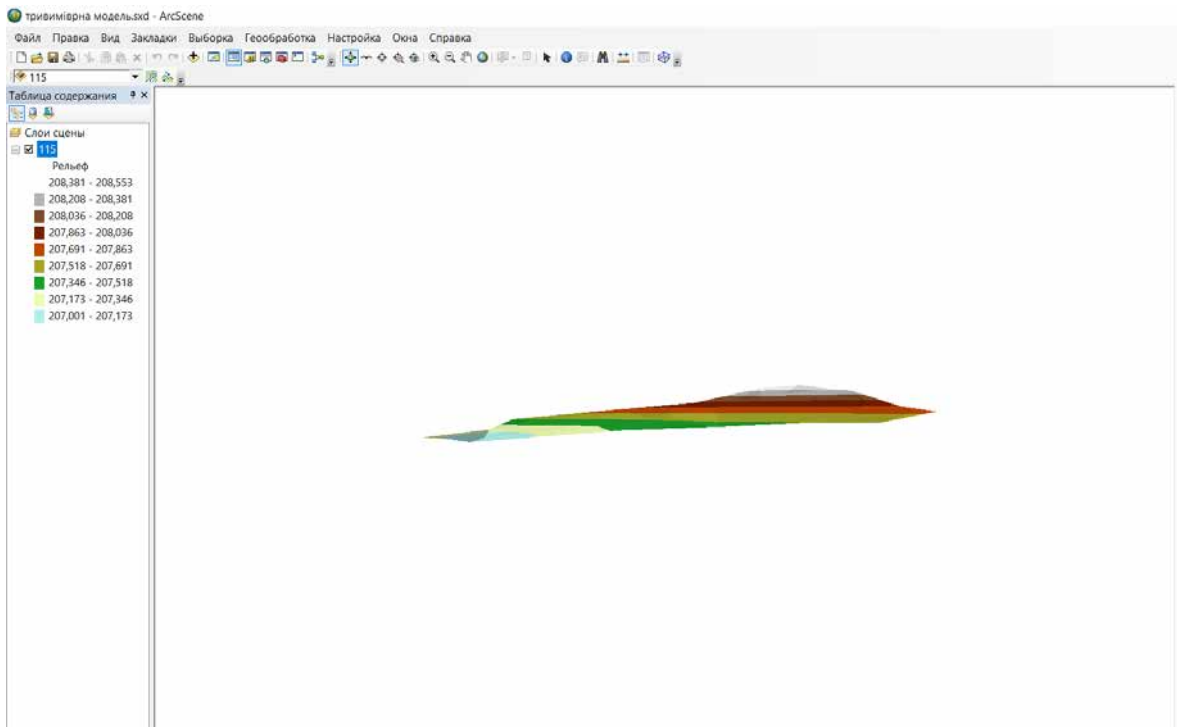 тривимірна модель.sxd - ArcScene
Файл Правка Вид Закладки Выборка Геообработка Настройка Окна Справка
115
Таблица содержания
Слои сцены
115
Рельеф
208,381 - 208,553
208,208 - 208,381
208,036 - 208,208
207,863 - 208,036
207,691 - 207,863
207,518 - 207,691
207,346 - 207,518
207,173 - 207,346
207,001 - 207,173